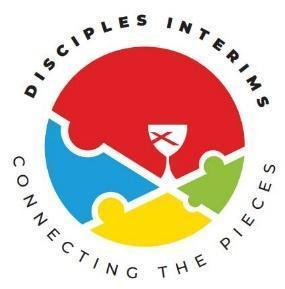 DISCIPLES INTERIMS
CONNECTING THE PIECES